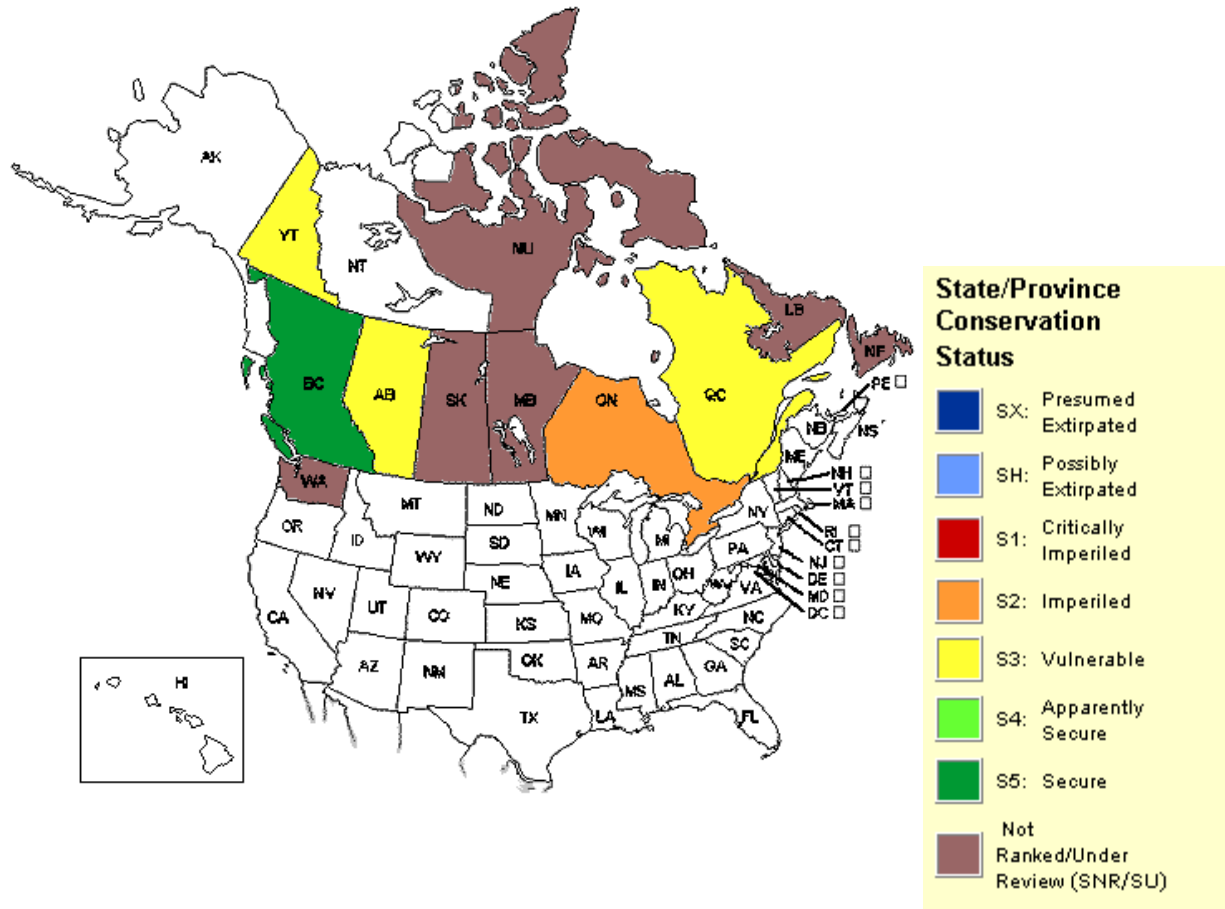 AK
YT
NT
NU
LB
NF
PE
BC
AB
SK
MB
ON
QC
NB
NS
ME
WA
MT
ND
MN
NH
VT
MA
OR
ID
WY
SD
WI
MI
NY
RI
CT
NE
IA
PA
NJ
DE
MD
DC
CA
NV
UT
CO
KS
MO
IL
IN
OH
WV
VA
KY
NC
TN
SC
AZ
NM
OK
AR
MS
AL
GA
HI
TX
LA
FL
State/Province
Conservation
Status
SX: Presumed
Extirpated
SH: Possibly
Extirpated
S1: Critically
Imperiled
S2: Imperiled
S3: Vulnerable
S4: Apparently
Secure
S5: Secure
Not
Ranked/Under
Review (SNR/SU)